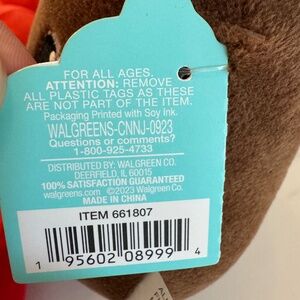 FOR ALL AGES.
ATTENTION: REMOVE
ALL PLASTIC TAGS AS THESE
ARE NOT PART OF THE ITEM.
Packaging Printed with Soy Ink.
WALGREENS-CNNJ-0923
Questions or comments?
1-800-925-4733
DISTRIBUTED BY: WALGREEN CO.
DEERFIELD, IL 60015
100% SATISFACTION GUARANTEED
walgreens.com ©2023 Walgreen Co.
MADE IN CHINA
ITEM 661807
1 95602 08999 4